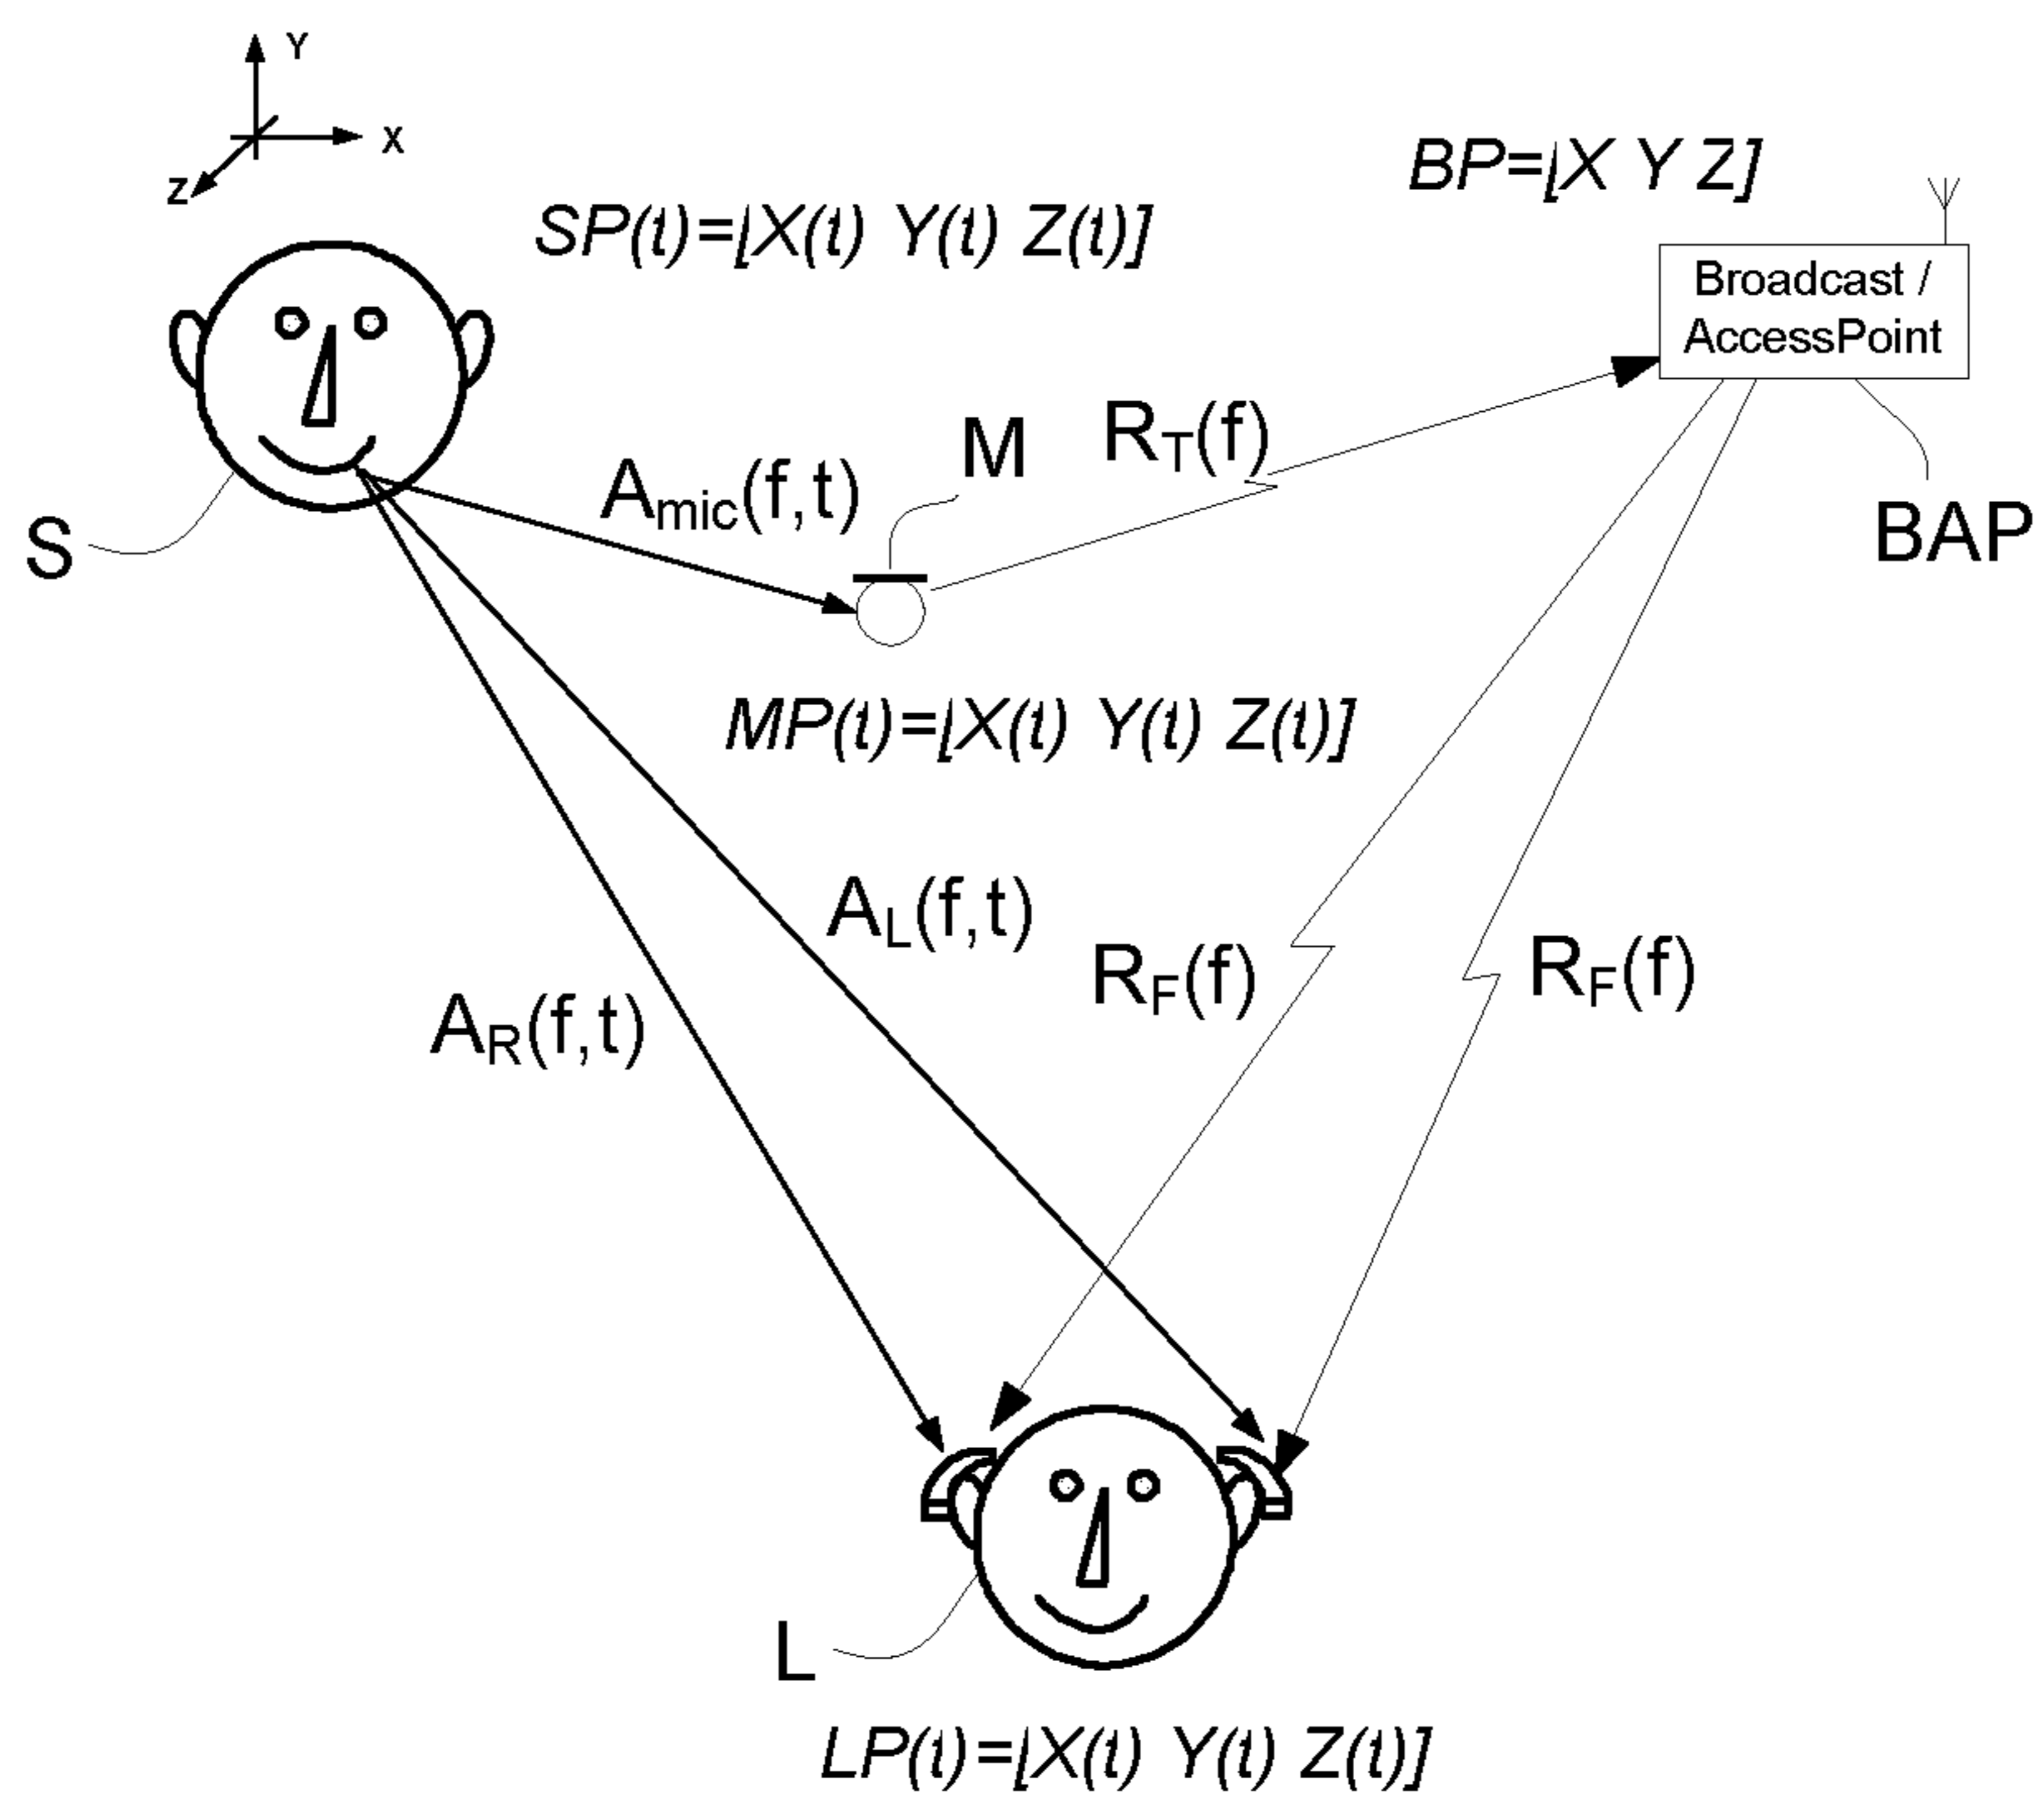 Y
X
Z
BP=[X Y Z]
SP(t)=[X(t) Y(t) Z(t)]
Broadcast /
AccessPoint
M
RT(f)
Amic(f,t)
S
BAP
MP(t)=[X(t) Y(t) Z(t)]
AL(f,t)
RF(f)
RF(f)
AR(f,t)
L
LP(t)=[X(t) Y(t) Z(t)]